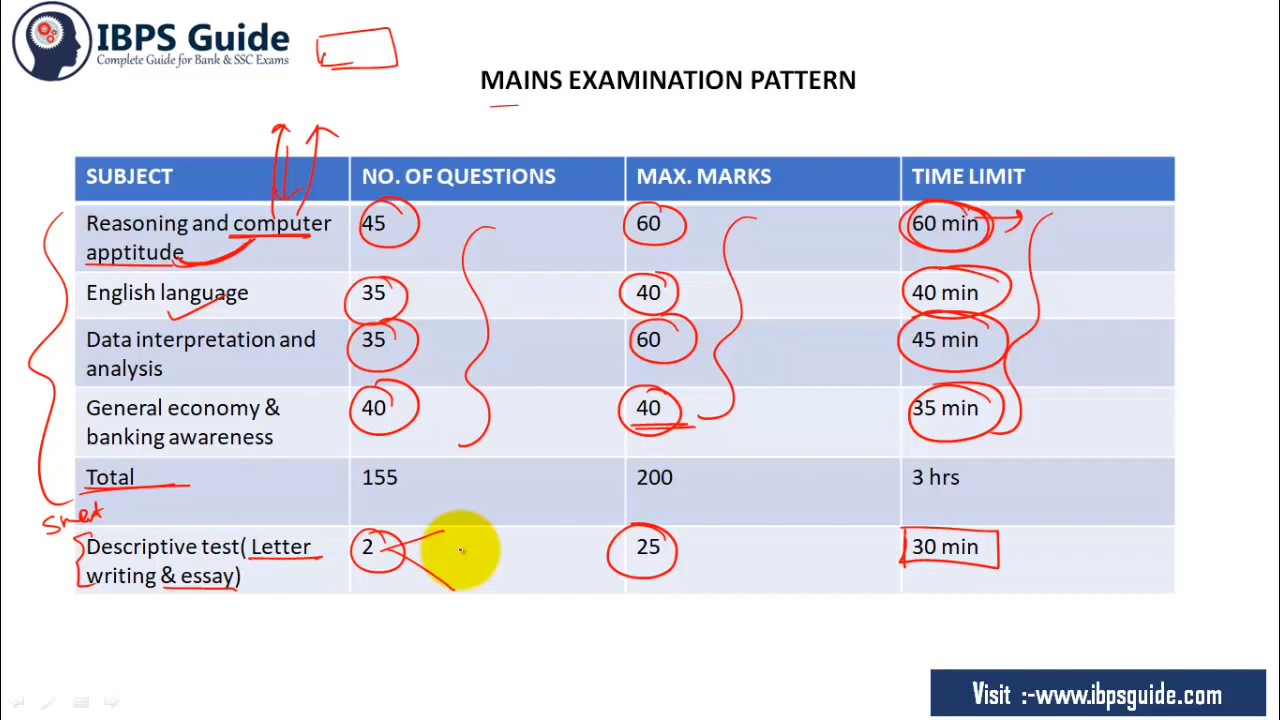 IBPS Guide
Complete Guide for Bank & SSC Exams
MAINS EXAMINATION PATTERN
SUBJECT NO. OF QUESTIONS MAX. MARKS TIME LIMIT
Reasoning and computer 45 60 60 min
apptitude
English language 35 40 40 min
Data interpretation and 35 60 45 min
analysis
General economy & 40 40 35 min
banking awareness
Total 155 200 3 hrs
Descriptive test( Letter 2 25 30 min
writing & essay)
Visit :-www.ibpsguide.com